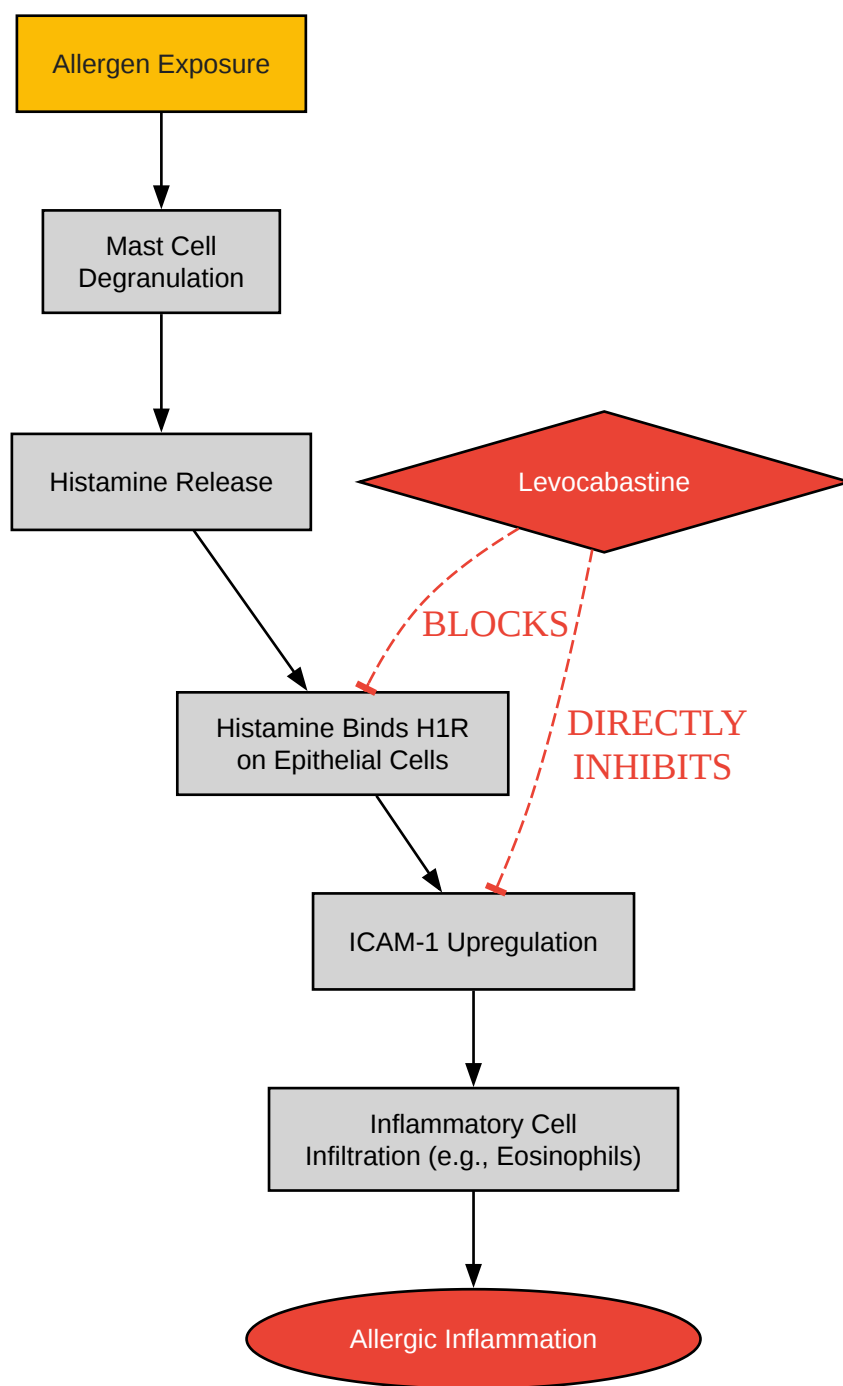 Allergen Exposure
Mast Cell
Degranulation
Histamine Release
Levocabastine
BLOCKS
Histamine Binds H1R
on Epithelial Cells
DIRECTLY
INHIBITS
ICAM-1 Upregulation
Inflammatory Cell
Infiltration (e.g., Eosinophils)
Allergic Inflammation